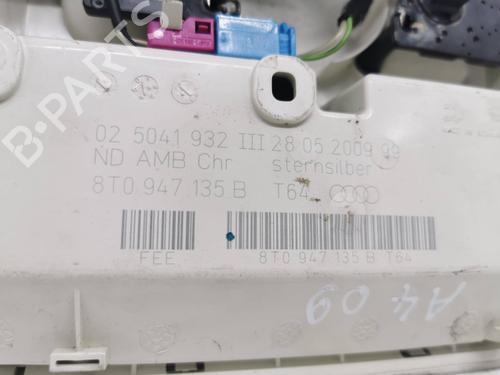 02 5041 932 III 28 05 2009 99
ND AMB Chr sternsilber
8T0 947 135 B T64
FEE
8T0 947 135 B T64
A4 09